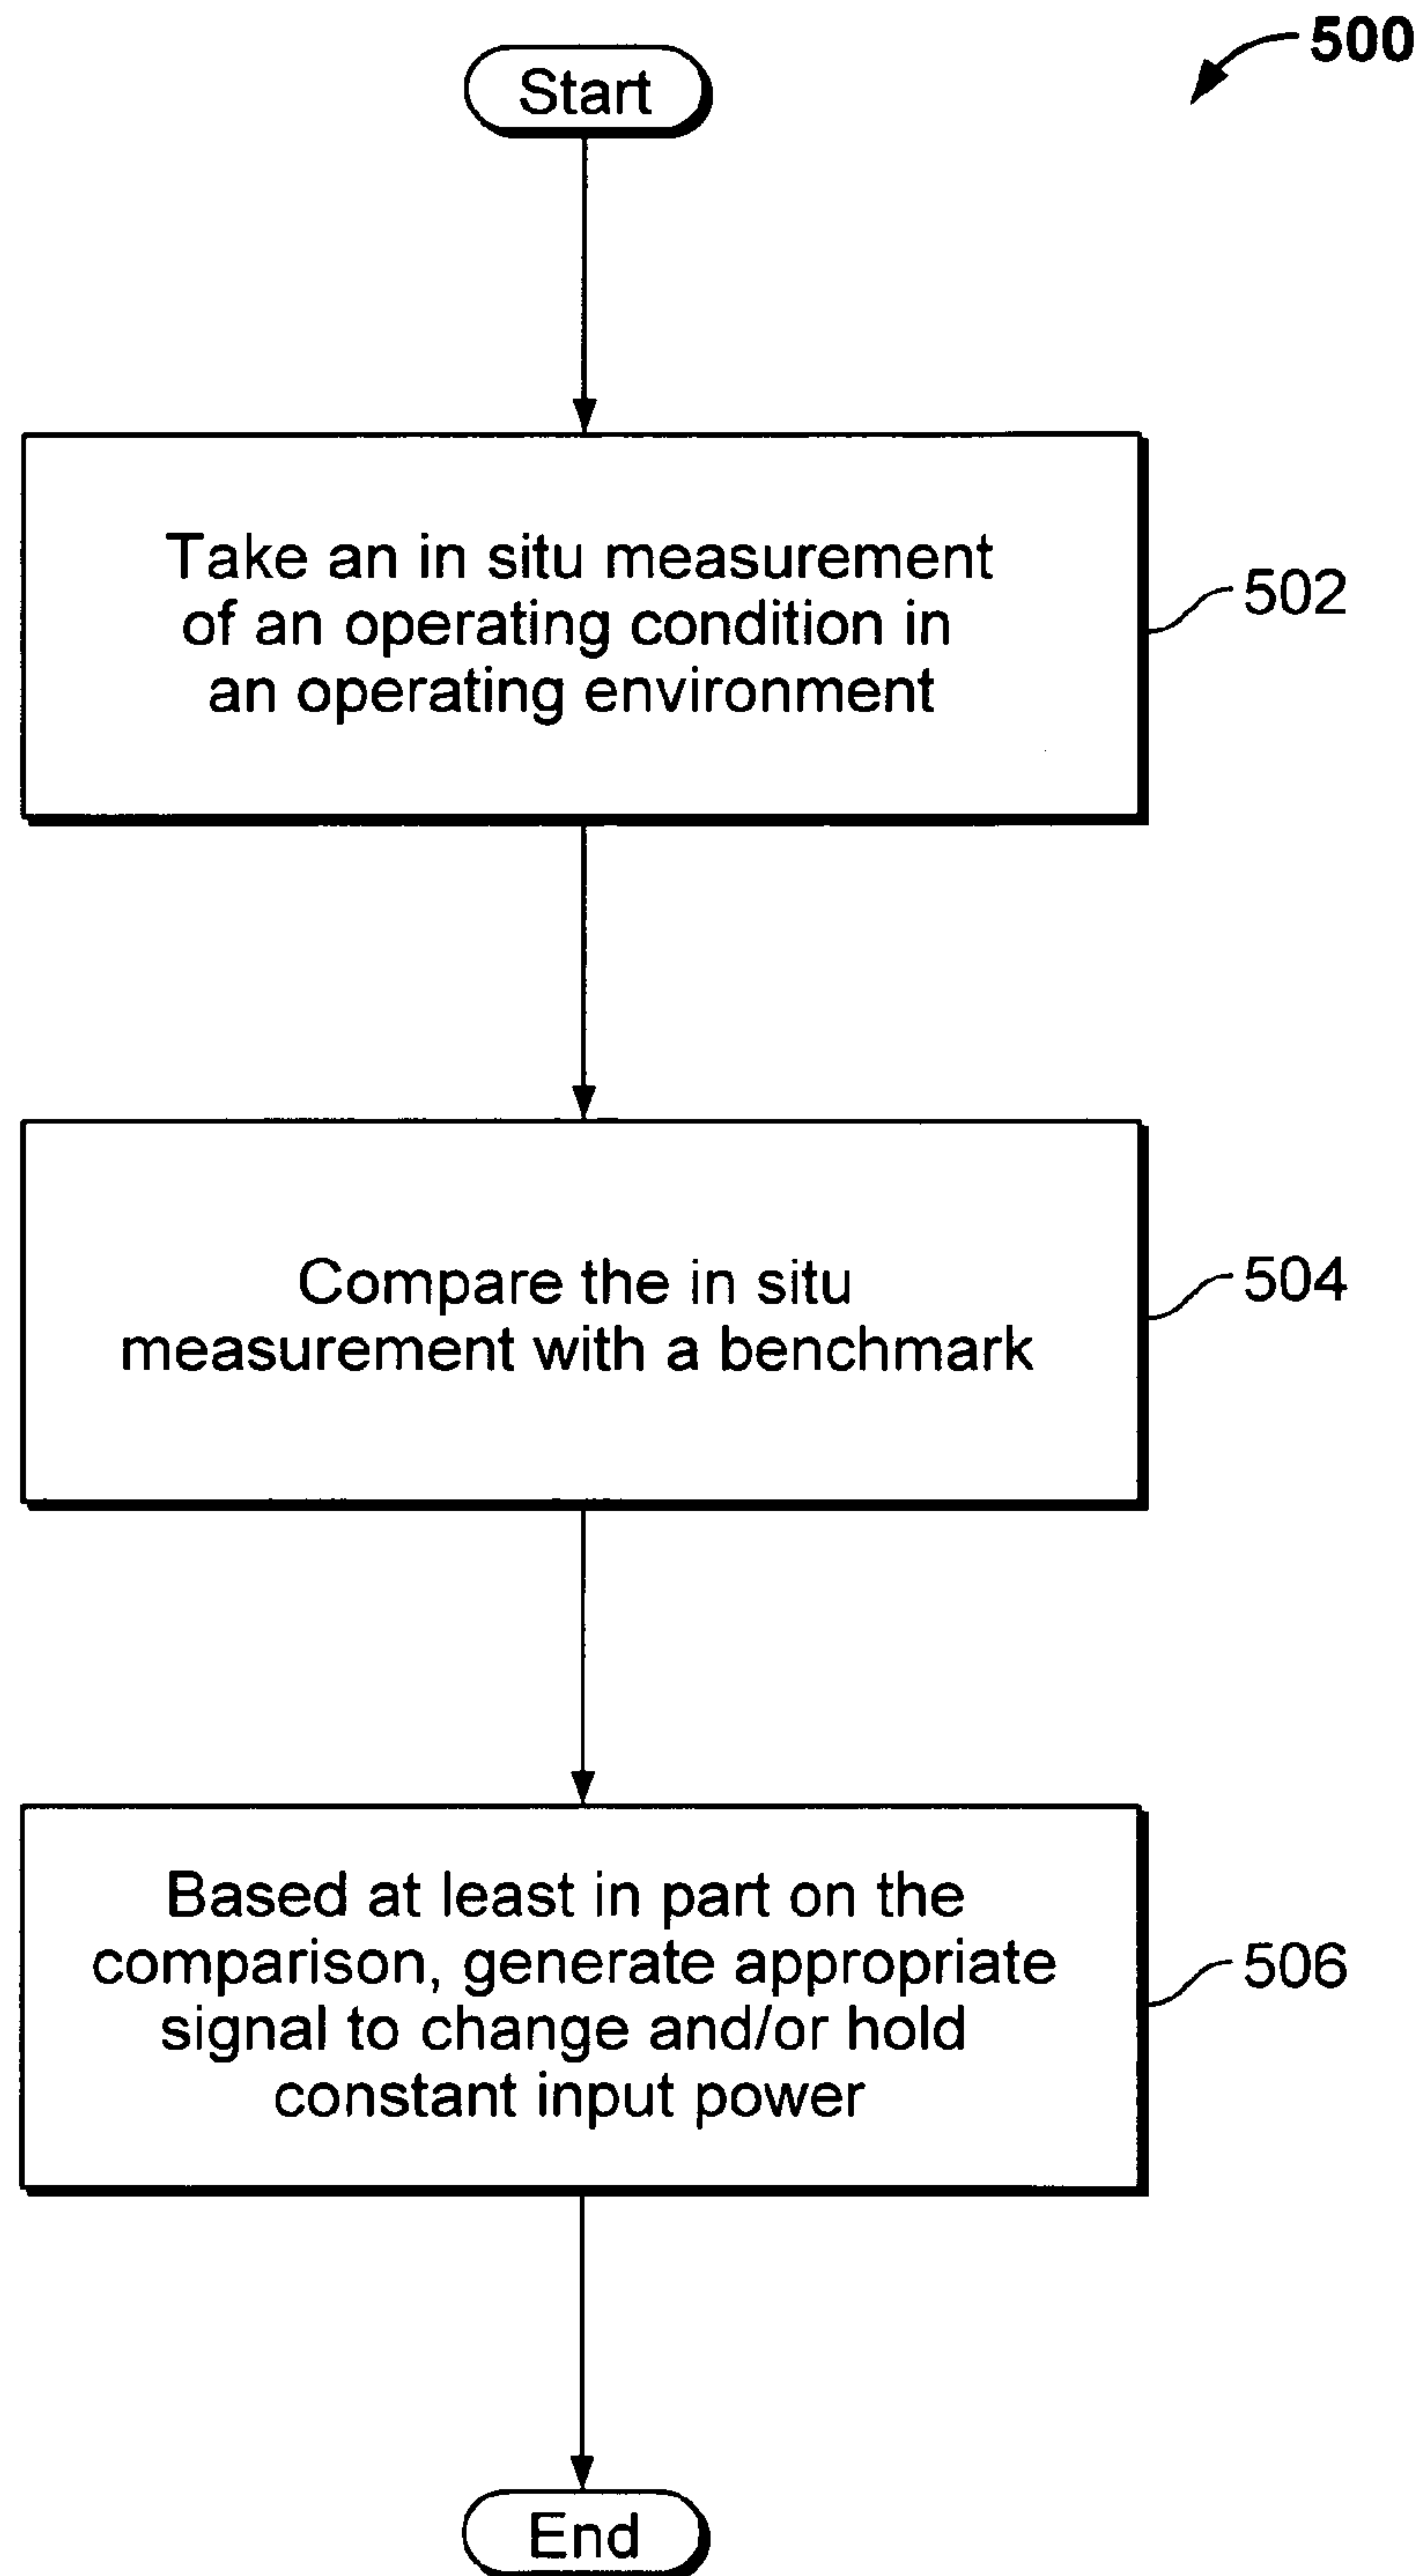 500
Start
Take an in situ measurement
of an operating condition in
an operating environment
502
Compare the in situ
measurement with a benchmark
504
Based at least in part on the
comparison, generate appropriate
signal to change and/or hold
constant input power
506
End